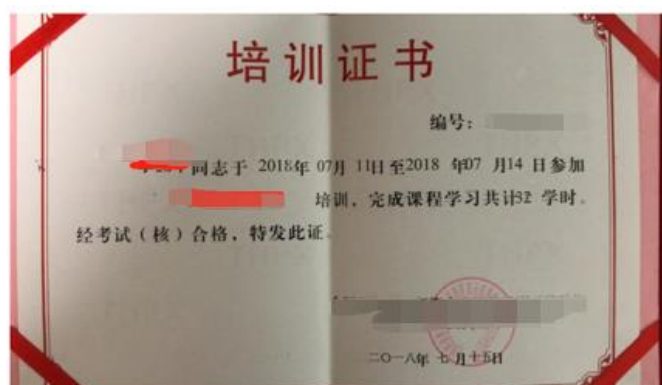 培训证书
编号：
同志于 2018年 07月 11日至2018 年07 月14 日参加
培训，完成课程学习共计32 学时。
经考试（核）合格，特发此证。
二〇一八年 七 月十五日